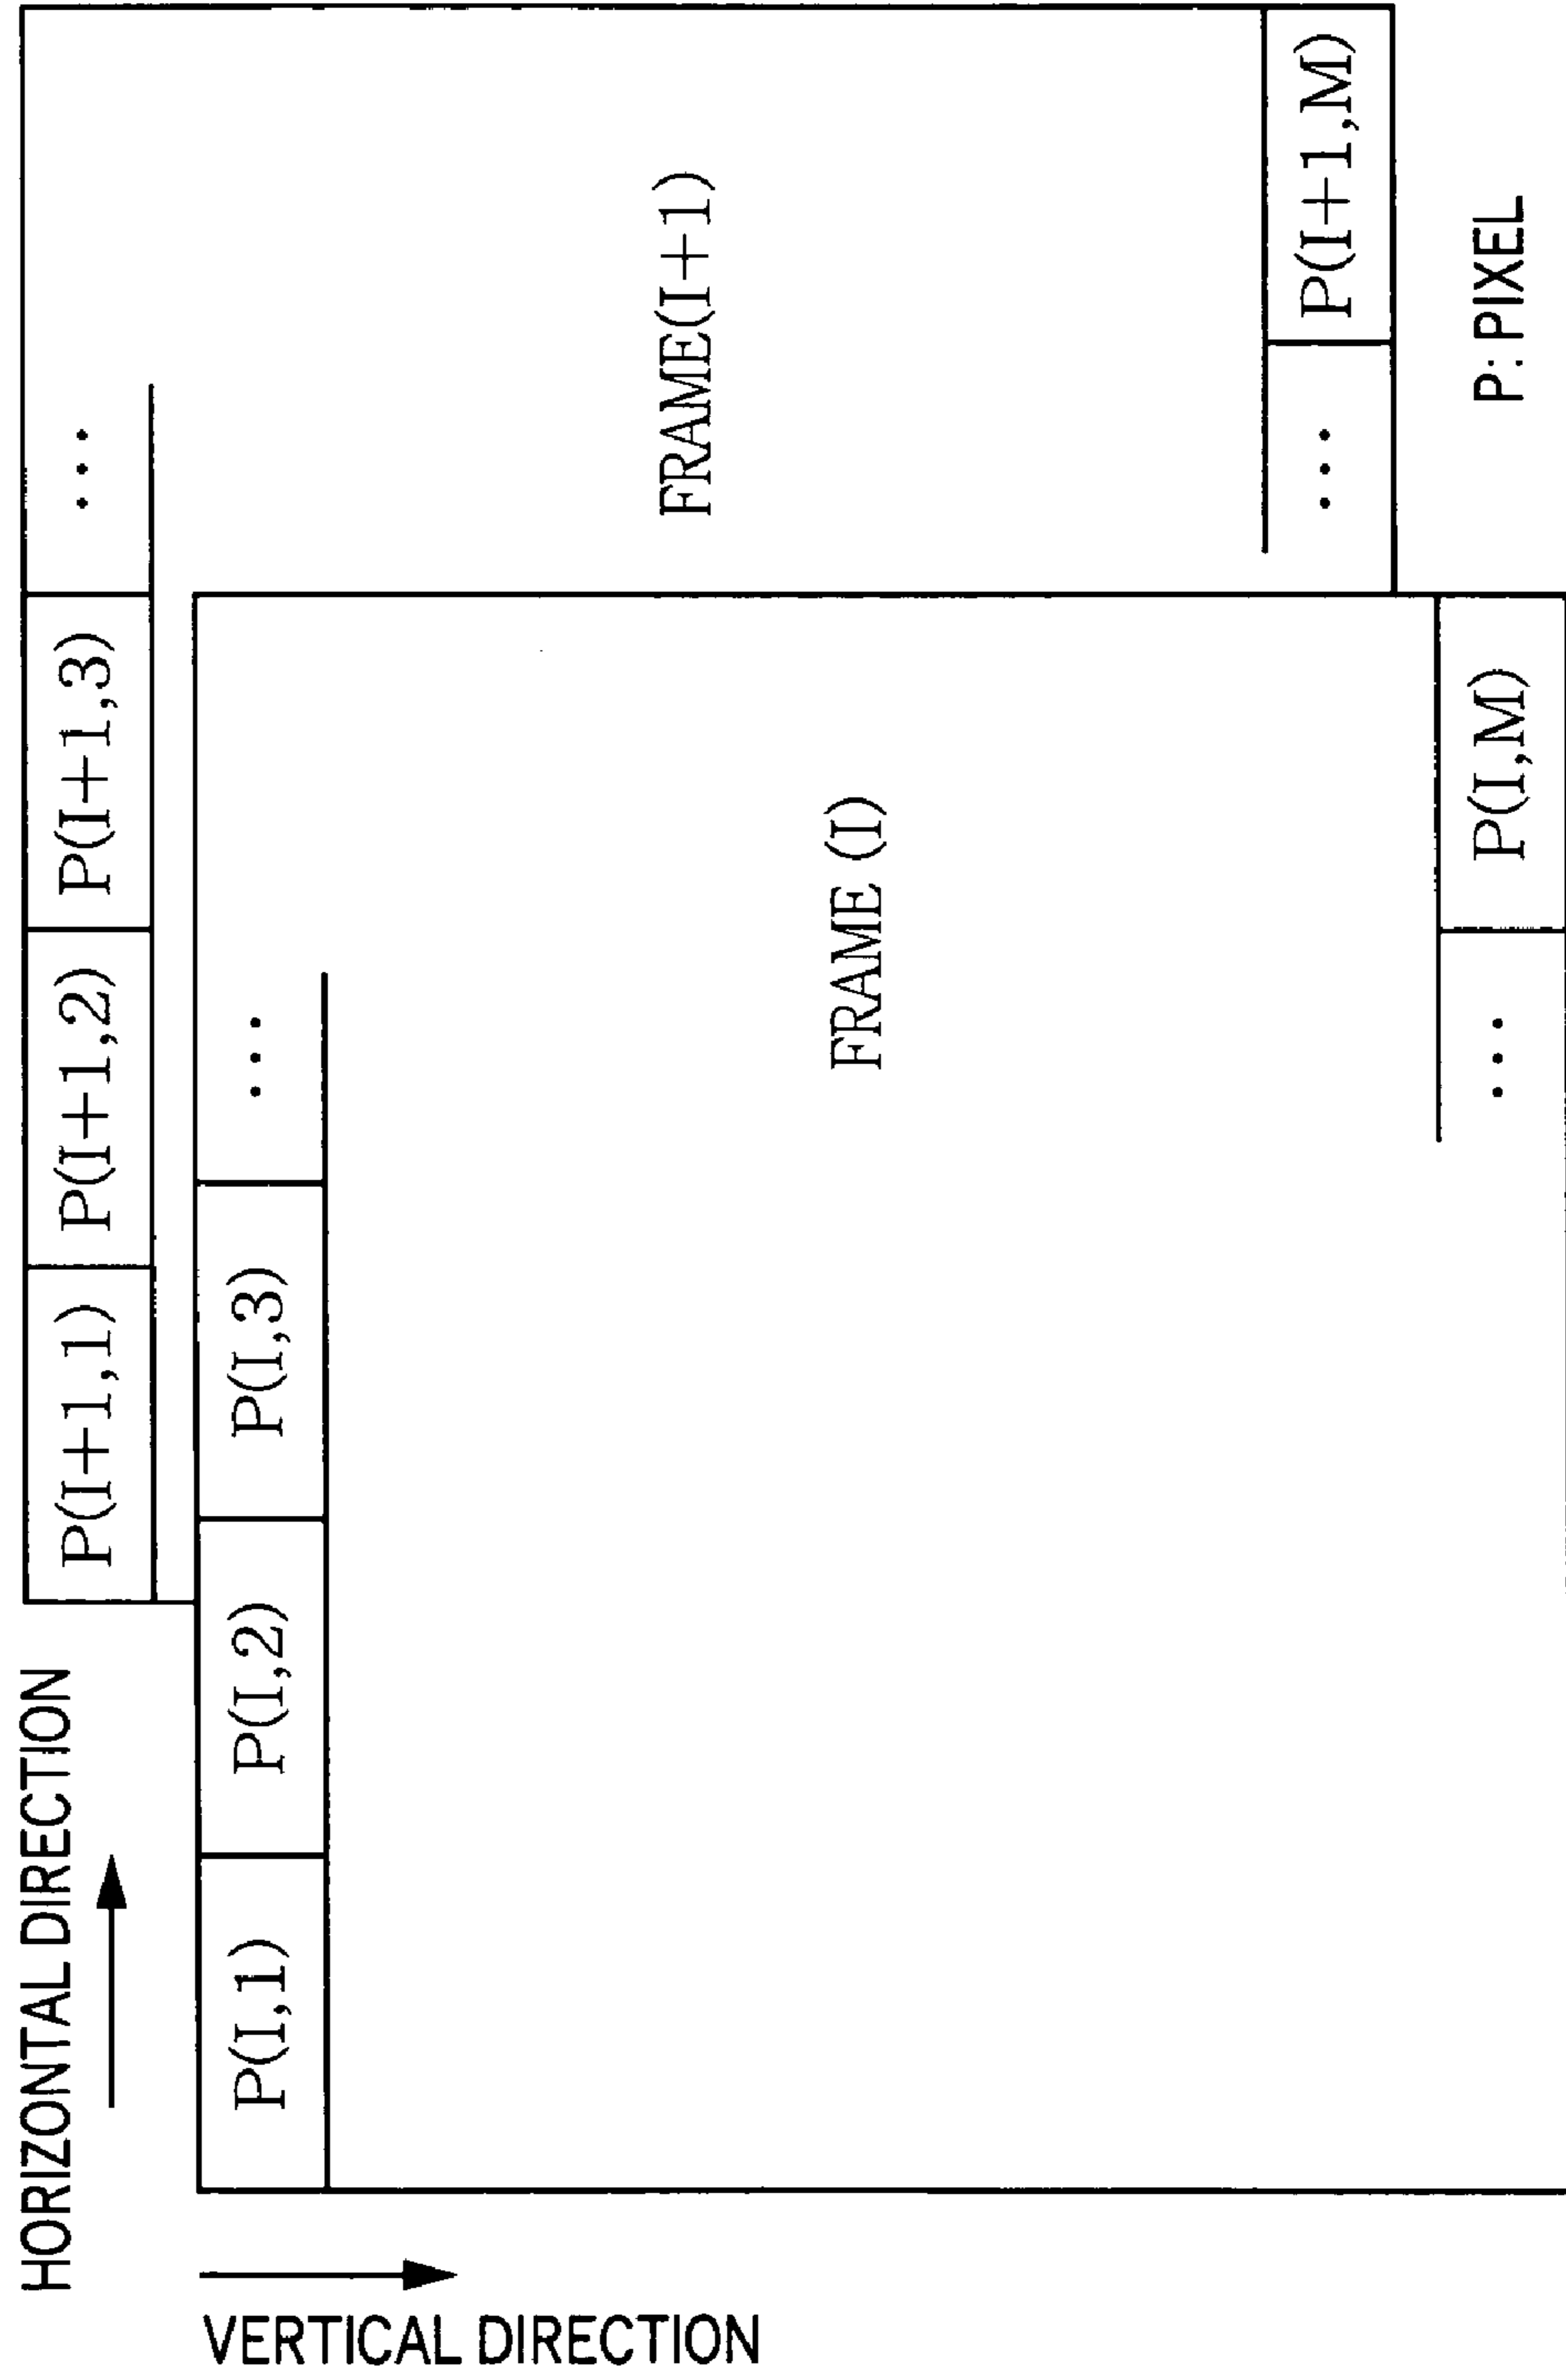 HORIZONTAL DIRECTION
VERTICAL DIRECTION
P(I+1,1) P(I+1,2) P(I+1,3) ...
P(I,1) P(I,2) P(I,3) ...
FRAME(I+1)
FRAME (I)
... P(I+1,M)
... P(I,M)
P: PIXEL